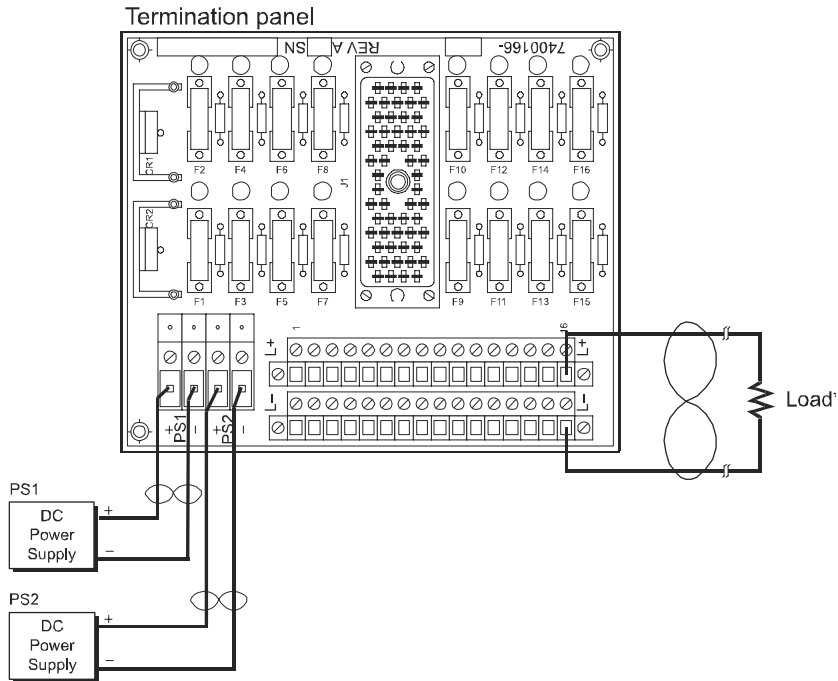 Termination panel
SN REV A 7400166-
F2 F4 F6 F8 F10 F12 F14 F16
CR1
J1
CR2
F1 F3 F5 F7 F9 F11 F13 F15
1 16
L+ L+
L- L-
+ - + -
PS1 PS2
Load¹
PS1
+
DC
Power
Supply
-
PS2
+
DC
Power
Supply
-